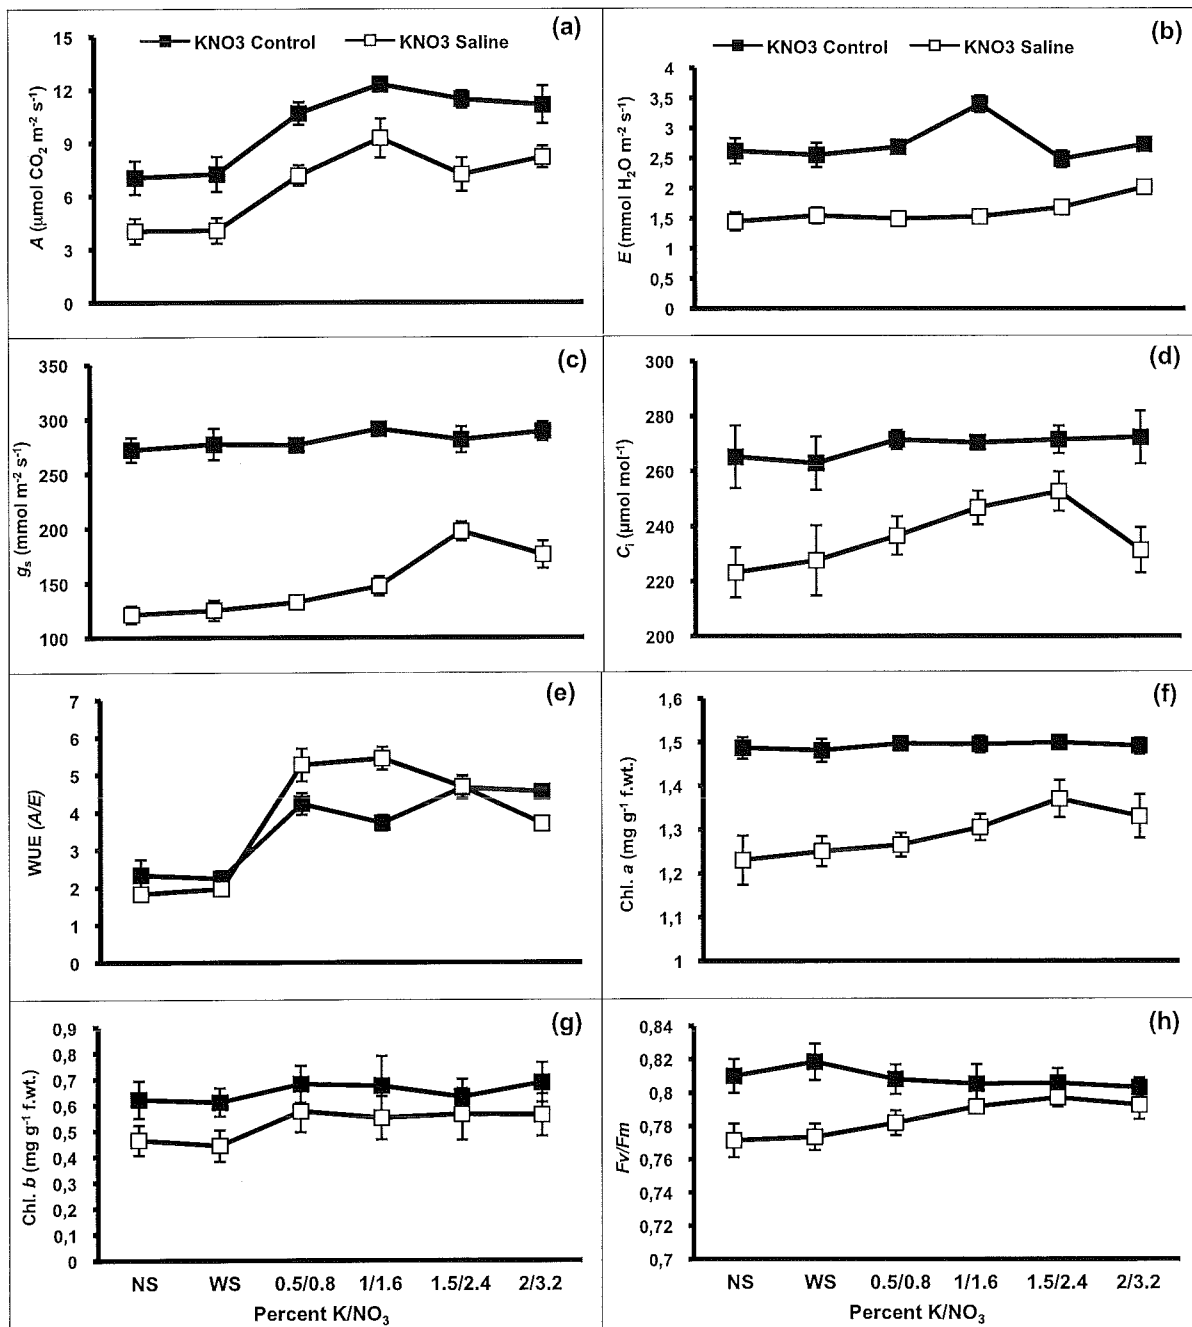 (a)
KNO3 Control KNO3 Saline
15
12
9
6
3
0
A (µmol CO₂ m⁻² s⁻¹)
(b)
KNO3 Control KNO3 Saline
4
3,5
3
2,5
2
1,5
1
0,5
0
E (mmol H₂O m⁻² s⁻¹)
(c)
350
300
250
200
150
100
gₛ (mmol m⁻² s⁻¹)
(d)
300
280
260
240
220
200
Cᵢ (µmol mol⁻¹)
(e)
7
6
5
4
3
2
1
0
WUE (A/E)
(f)
1,6
1,5
1,4
1,3
1,2
1,1
1
Chl. a (mg g⁻¹ f.wt.)
(g)
0,9
0,8
0,7
0,6
0,5
0,4
0,3
0,2
0,1
0
Chl. b (mg g⁻¹ f.wt.)
NS WS 0.5/0.8 1/1.6 1.5/2.4 2/3.2
Percent K/NO₃
(h)
0,84
0,82
0,8
0,78
0,76
0,74
0,72
0,7
Fv/Fm
NS WS 0.5/0.8 1/1.6 1.5/2.4 2/3.2
Percent K/NO₃